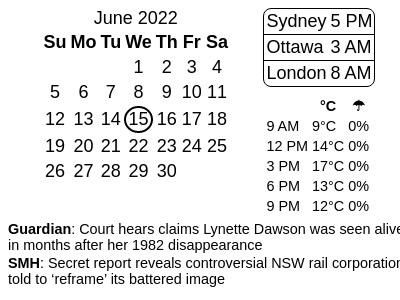 June 2022
Su Mo Tu We Th Fr Sa
1 2 3 4
5 6 7 8 9 10 11
12 13 14 15 16 17 18
19 20 21 22 23 24 25
26 27 28 29 30
Sydney 5 PM
Ottawa 3 AM
London 8 AM
°C ☂
9 AM 9°C 0%
12 PM 14°C 0%
3 PM 17°C 0%
6 PM 13°C 0%
9 PM 12°C 0%
Guardian: Court hears claims Lynette Dawson was seen alive
in months after her 1982 disappearance
SMH: Secret report reveals controversial NSW rail corporation
told to ‘reframe’ its battered image